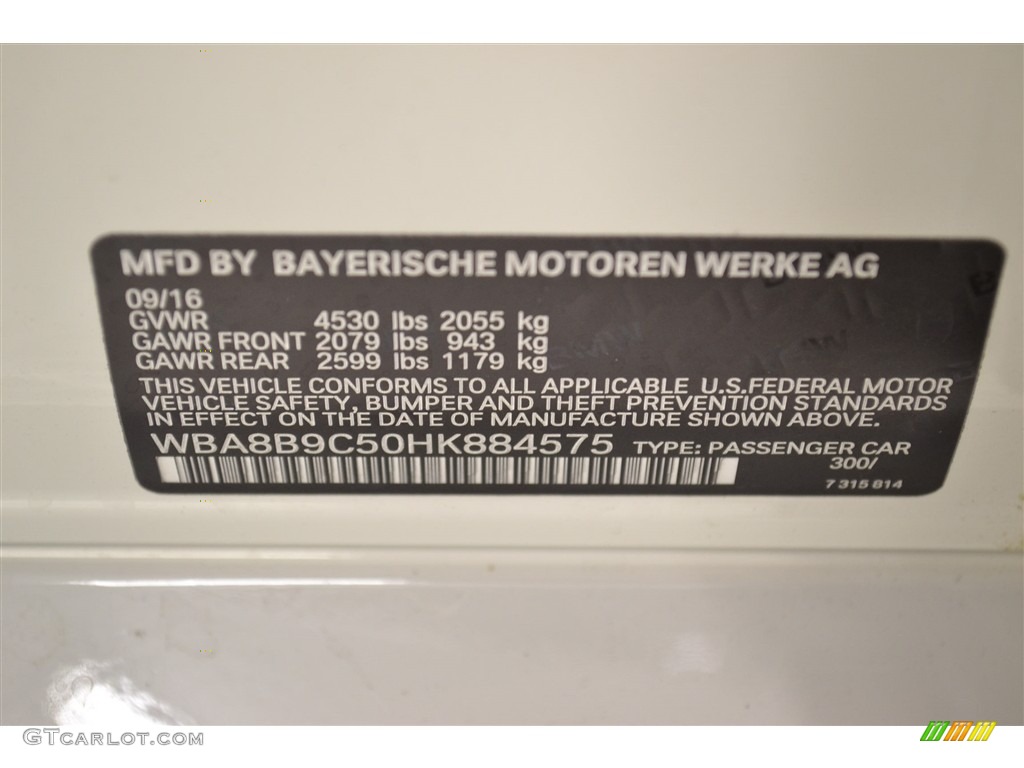 MFD BY BAYERISCHE MOTOREN WERKE AG
09/16
GVWR 4530 lbs 2055 kg
GAWR FRONT 2079 lbs 943 kg
GAWR REAR 2599 lbs 1179 kg
THIS VEHICLE CONFORMS TO ALL APPLICABLE U.S.FEDERAL MOTOR
VEHICLE SAFETY, BUMPER AND THEFT PREVENTION STANDARDS
IN EFFECT ON THE DATE OF MANUFACTURE SHOWN ABOVE.
WBA8B9C50HK884575 TYPE: PASSENGER CAR
300/
7 315 814
GTCARLOT.COM